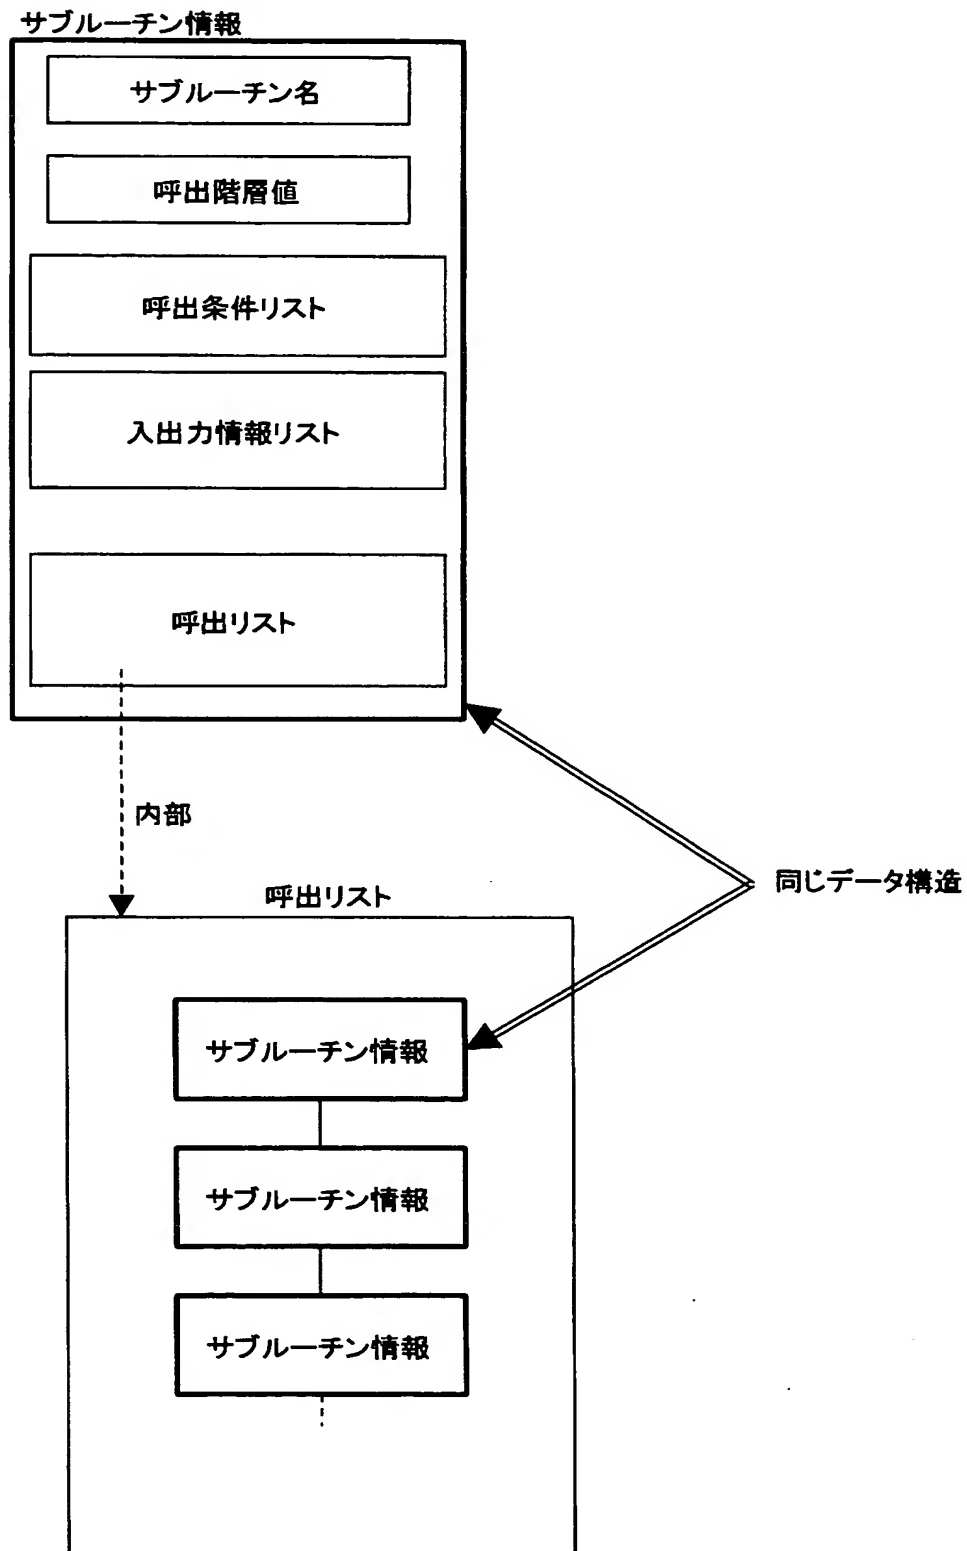 サブルーチン情報
サブルーチン名
呼出階層値
呼出条件リスト
入出力情報リスト
呼出リスト
内部
同じデータ構造
呼出リスト
サブルーチン情報
サブルーチン情報
サブルーチン情報